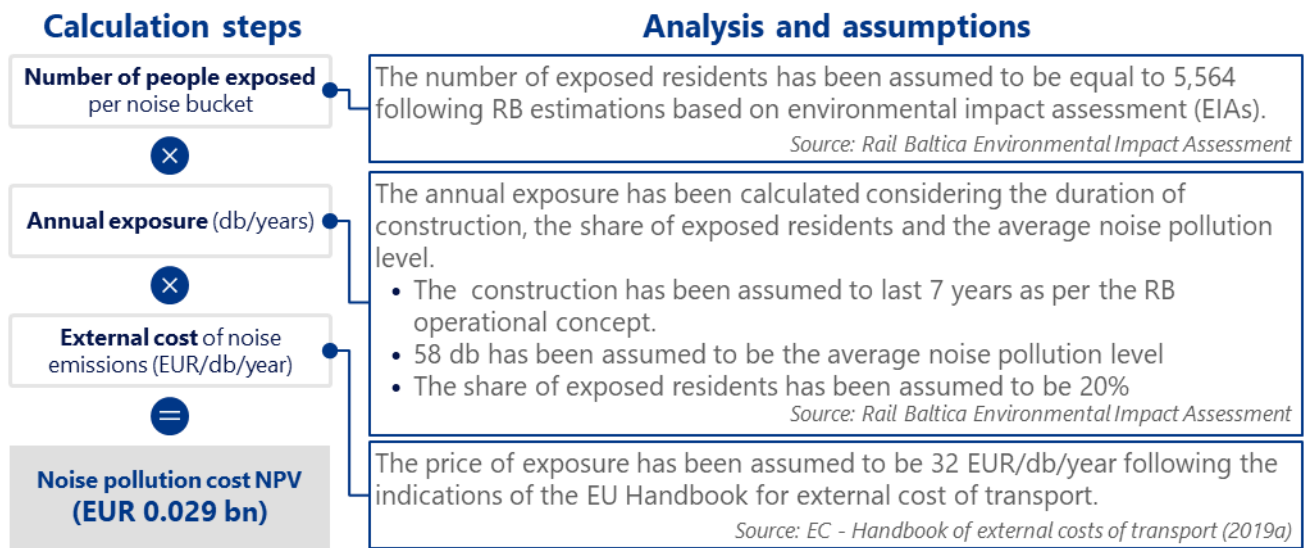 Calculation steps
Analysis and assumptions
Number of people exposed
per noise bucket
The number of exposed residents has been assumed to be equal to 5,564
following RB estimations based on environmental impact assessment (EIAs).
Source: Rail Baltica Environmental Impact Assessment
×
Annual exposure (db/years)
The annual exposure has been calculated considering the duration of
construction, the share of exposed residents and the average noise pollution
level.
• The construction has been assumed to last 7 years as per the RB
operational concept.
• 58 db has been assumed to be the average noise pollution level
• The share of exposed residents has been assumed to be 20%
Source: Rail Baltica Environmental Impact Assessment
×
External cost of noise
emissions (EUR/db/year)
The price of exposure has been assumed to be 32 EUR/db/year following the
indications of the EU Handbook for external cost of transport.
Source: EC - Handbook of external costs of transport (2019a)
=
Noise pollution cost NPV
(EUR 0.029 bn)